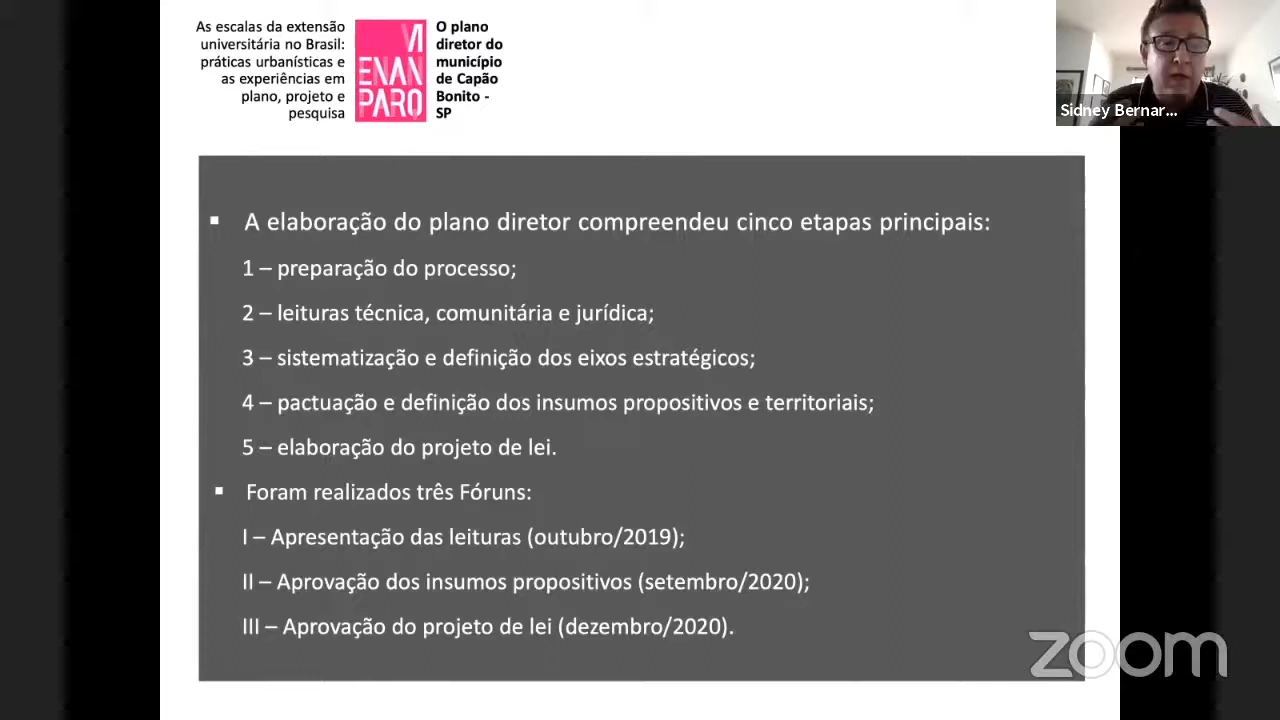 As escalas da extensão
universitária no Brasil:
práticas urbanísticas e
as experiências em
plano, projeto e
pesquisa
VI
ENAN
PARQ
O plano
diretor do
município
de Capão
Bonito -
SP
Sidney Bernar...
▪ A elaboração do plano diretor compreendeu cinco etapas principais:
1 – preparação do processo;
2 – leituras técnica, comunitária e jurídica;
3 – sistematização e definição dos eixos estratégicos;
4 – pactuação e definição dos insumos propositivos e territoriais;
5 – elaboração do projeto de lei.
▪ Foram realizados três Fóruns:
I – Apresentação das leituras (outubro/2019);
II – Aprovação dos insumos propositivos (setembro/2020);
III – Aprovação do projeto de lei (dezembro/2020).
zoom